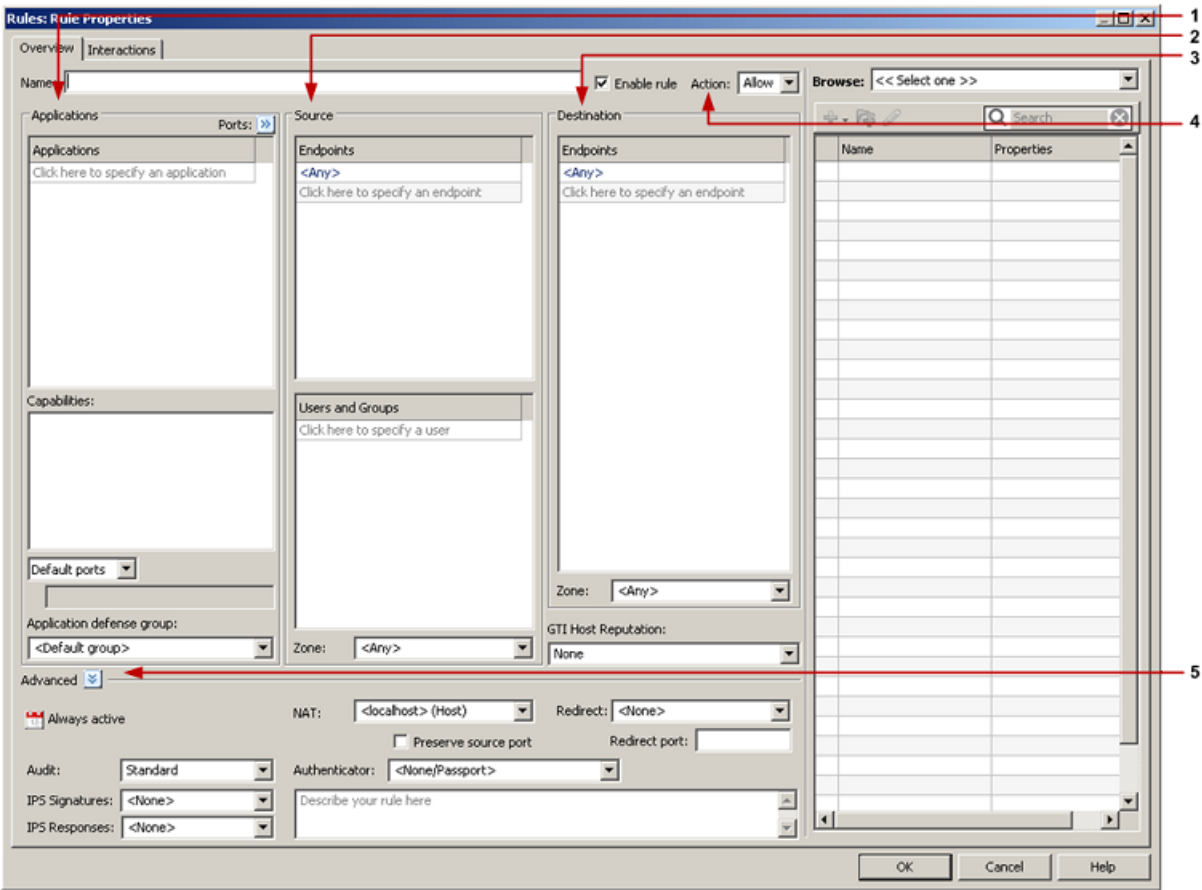 Rules: Rule Properties
1
2
3
4
5
Overview
Interactions
Name:
Enable rule
Action:
Allow
Browse:
<< Select one >>
Applications
Ports:
Applications
Click here to specify an application
Capabilities:
Default ports
Application defense group:
<Default group>
Source
Endpoints
<Any>
Click here to specify an endpoint
Users and Groups
Click here to specify a user
Zone:
<Any>
Destination
Endpoints
<Any>
Click here to specify an endpoint
Zone:
<Any>
GTI Host Reputation:
None
Search
Name
Properties
Advanced
Always active
NAT:
<localhost> (Host)
Redirect:
<None>
Preserve source port
Redirect port:
Audit:
Standard
Authenticator:
<None/Passport>
IPS Signatures:
<None>
Describe your rule here
IPS Responses:
<None>
OK
Cancel
Help